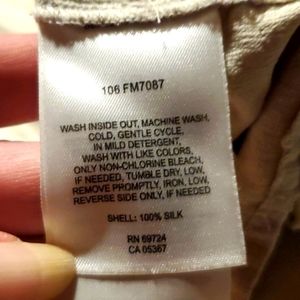 106 FM7087
WASH INSIDE OUT, MACHINE WASH,
COLD, GENTLE CYCLE,
IN MILD DETERGENT,
WASH WITH LIKE COLORS,
ONLY NON-CHLORINE BLEACH,
IF NEEDED, TUMBLE DRY, LOW,
REMOVE PROMPTLY, IRON, LOW,
REVERSE SIDE ONLY, IF NEEDED.
SHELL: 100% SILK
RN 69724
CA 05367